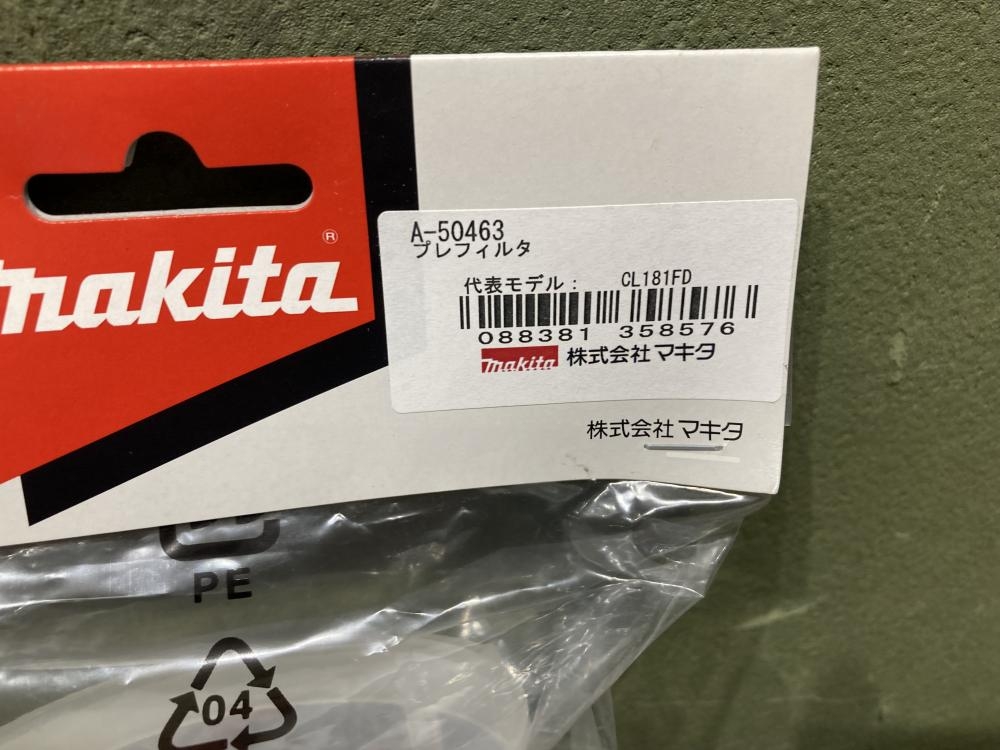 makita®
A-50463
プレフィルタ
代表モデル： CL181FD
088381 358576
makita 株式会社マキタ
株式会社マキタ
PE
04